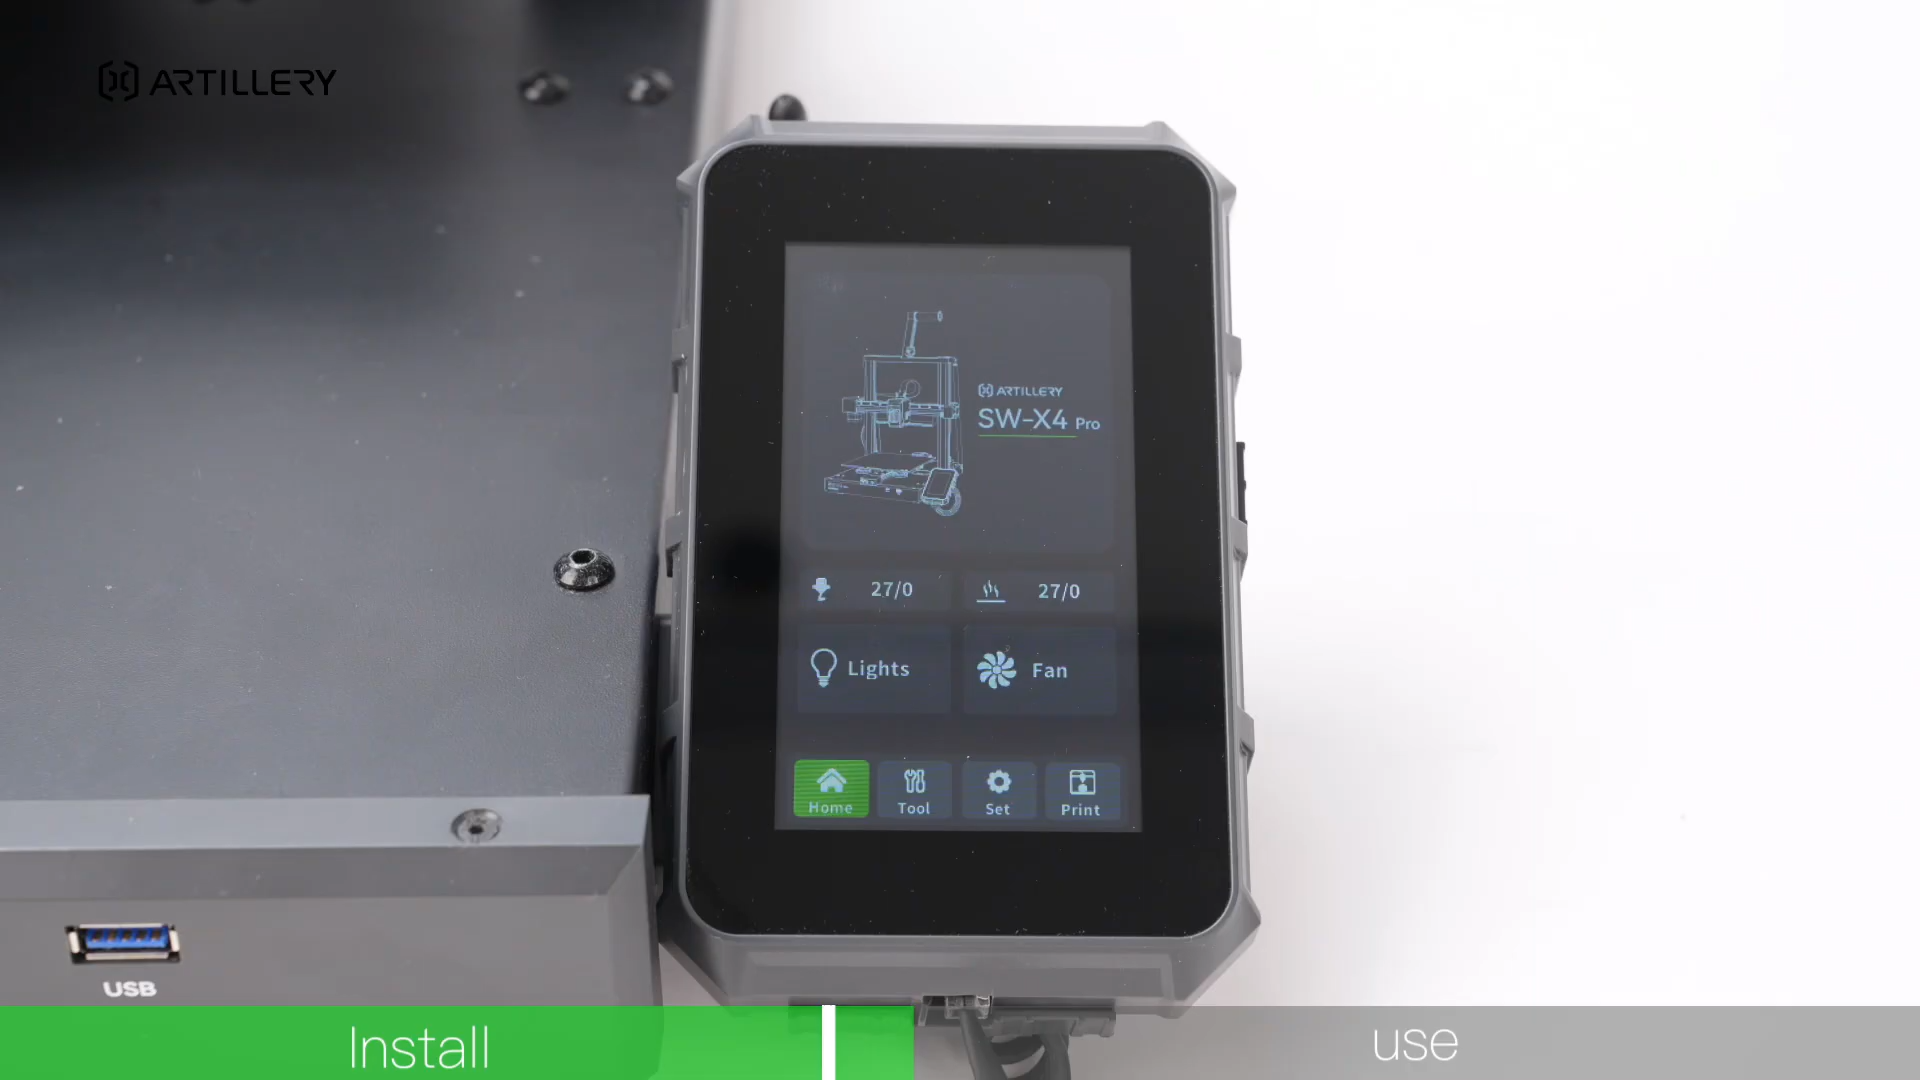 ARTILLERY
ARTILLERY
SW-X4 Pro
27/0
27/0
Lights
Fan
Home
Tool
Set
Print
USB
Install
use